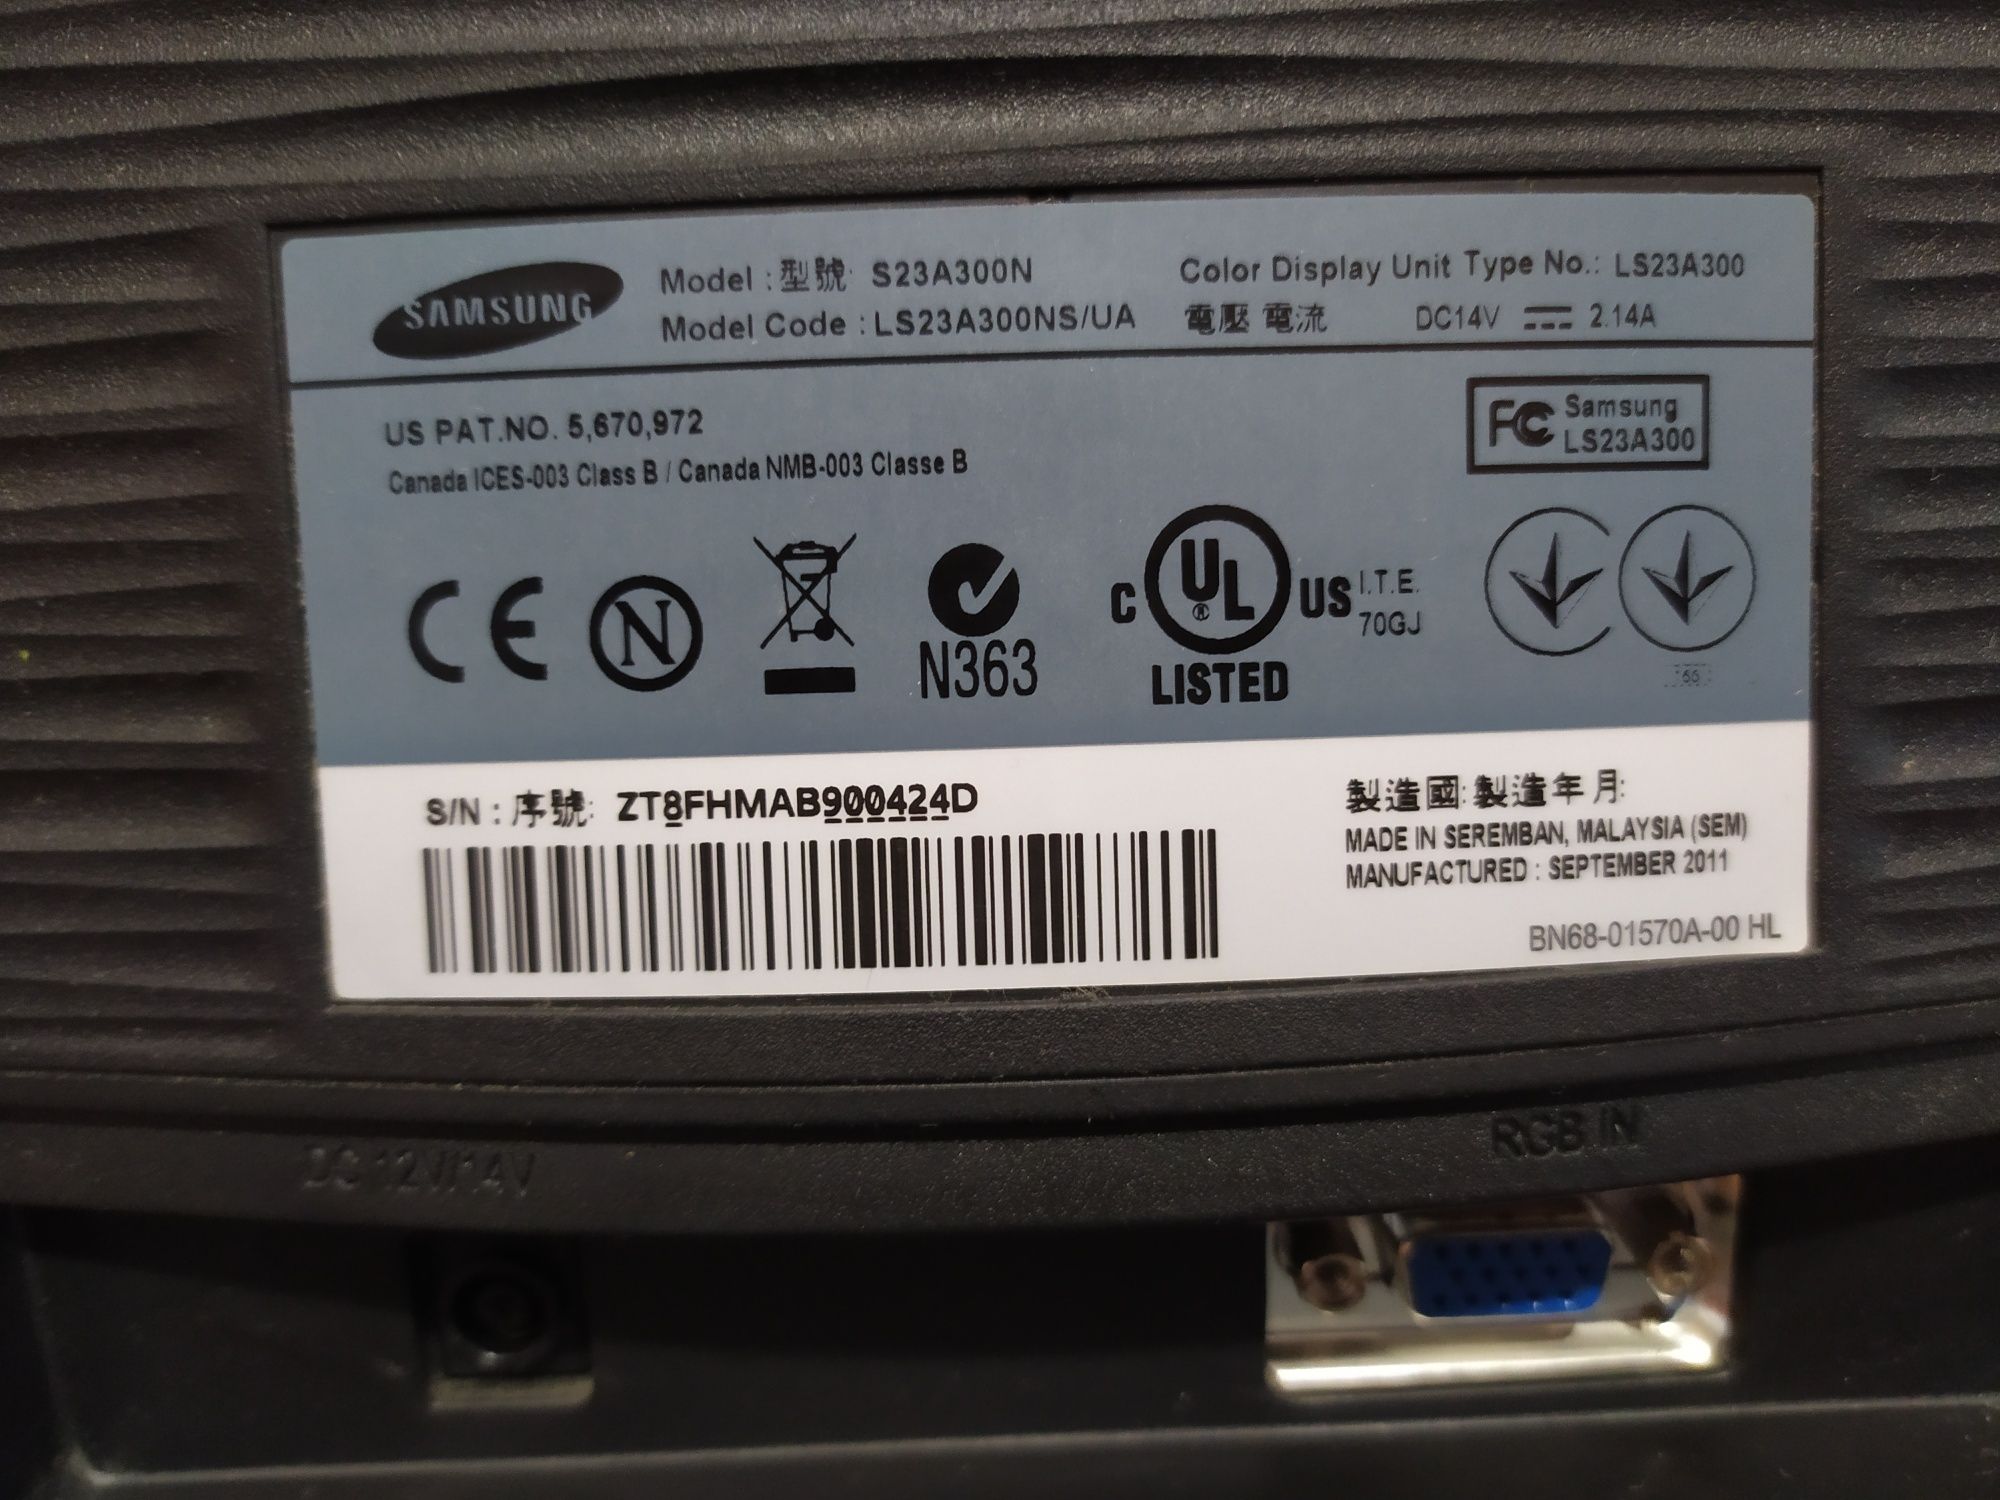 SAMSUNG
Model : 型號: S23A300N
Model Code : LS23A300NS/UA
Color Display Unit Type No.: LS23A300
電壓 電流 DC14V 2.14A
US PAT.NO. 5,670,972
Canada ICES-003 Class B / Canada NMB-003 Classe B
FC Samsung
LS23A300
CE
N
N363
C UL ® US
LISTED
I.T.E.
70GJ
S/N : 序號: ZT8FHMAB900424D
製造國: 製造年月:
MADE IN SEREMBAN, MALAYSIA (SEM)
MANUFACTURED : SEPTEMBER 2011
BN68-01570A-00 HL
DC 12V/14V
RGB IN